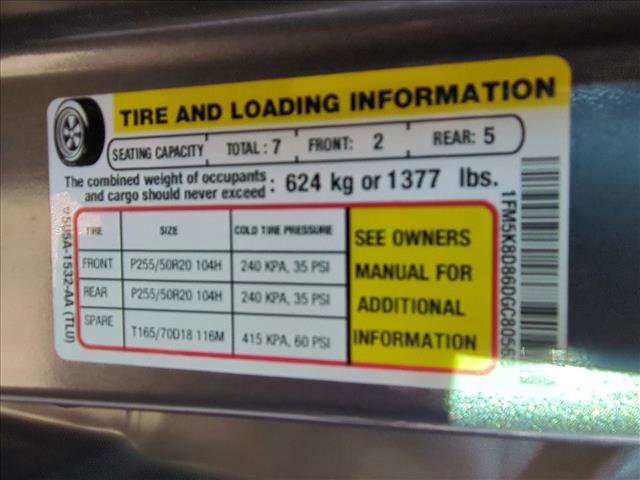 TIRE AND LOADING INFORMATION
SEATING CAPACITY TOTAL : 7 FRONT: 2 REAR: 5
The combined weight of occupants and cargo should never exceed : 624 kg or 1377 lbs.
TIRE SIZE COLD TIRE PRESSURE
FRONT P255/50R20 104H 240 KPA, 35 PSI
REAR P255/50R20 104H 240 KPA, 35 PSI
SPARE T165/70D18 116M 415 KPA, 60 PSI
SEE OWNERS
MANUAL FOR
ADDITIONAL
INFORMATION